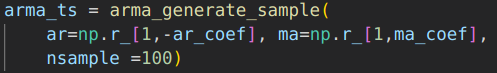 arma_ts = arma_generate_sample(
    ar=np.r_[1,-ar_coef], ma=np.r_[1,ma_coef],
    nsample =100)